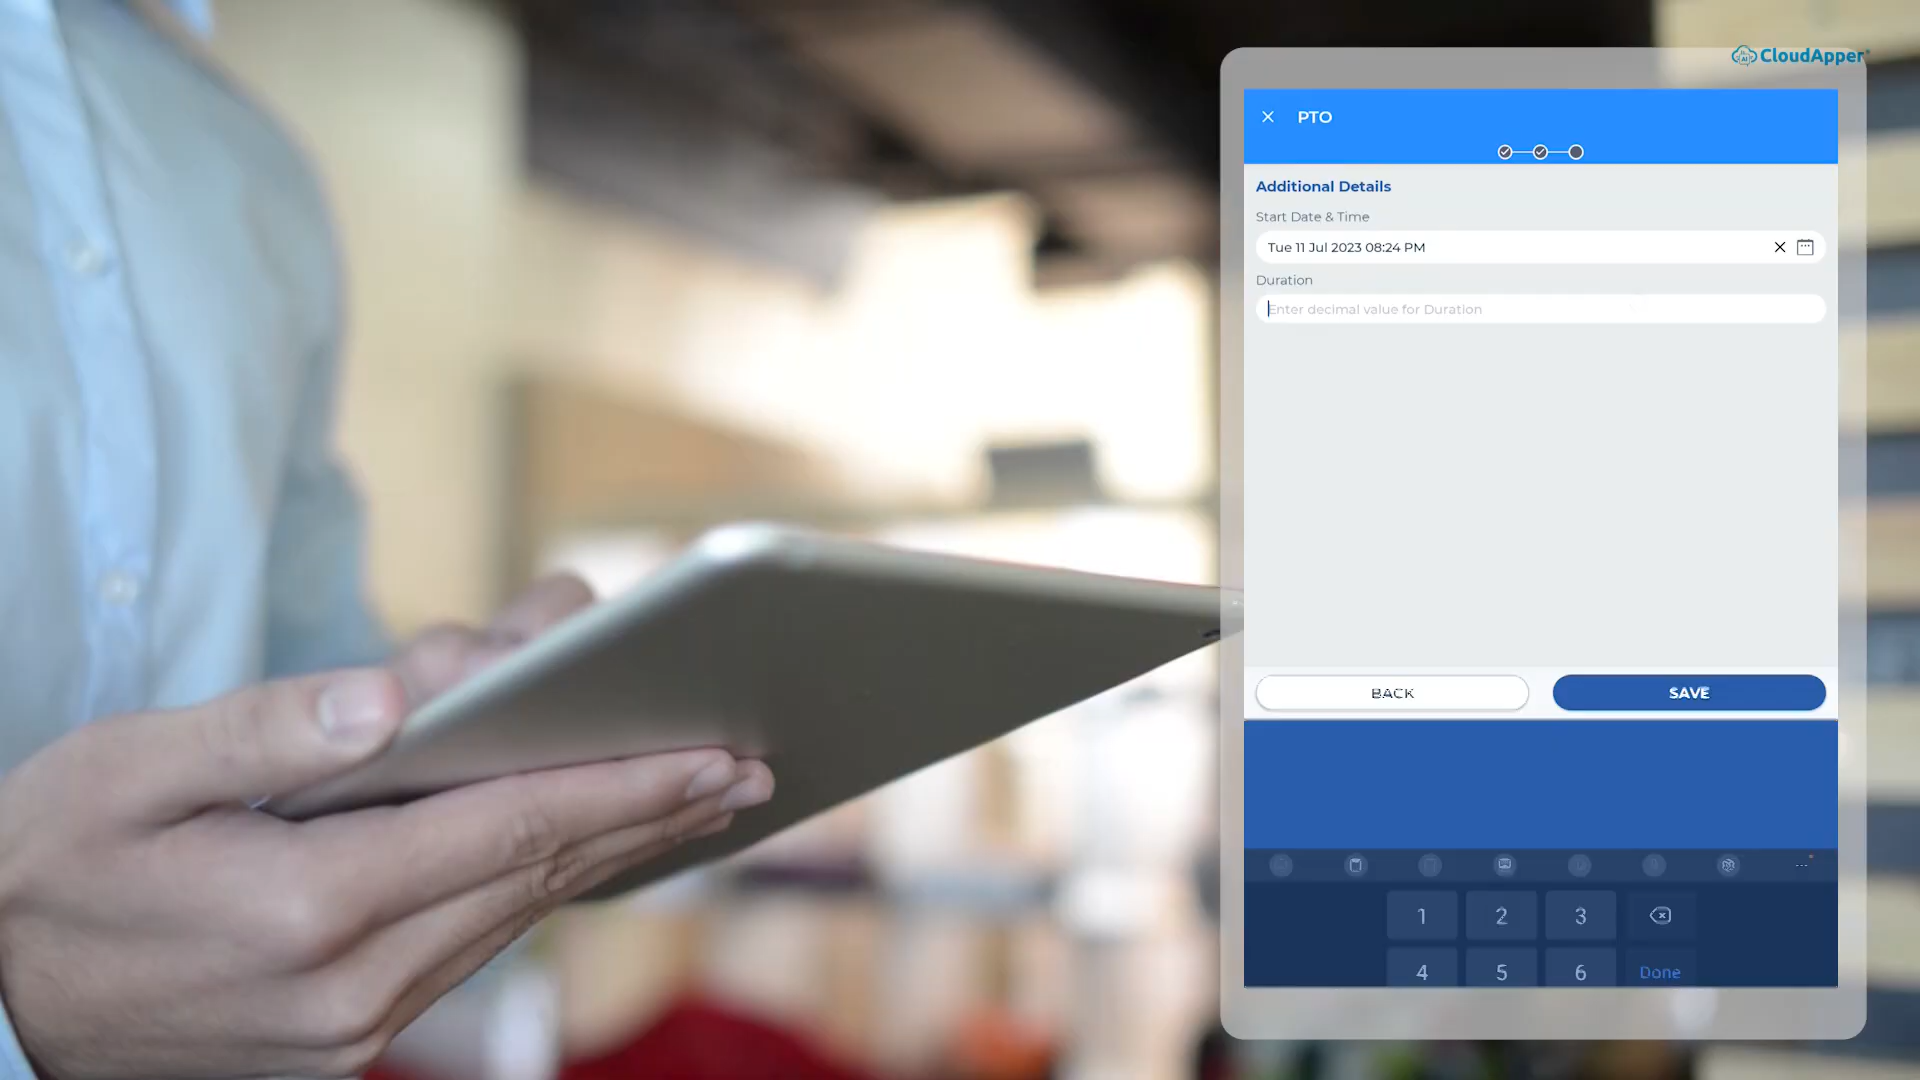 CloudApper
PTO
Additional Details
Start Date & Time
Tue 11 Jul 2023 08:24 PM
Duration
Enter decimal value for Duration
BACK
SAVE
1 2 3
4 5 6 Done